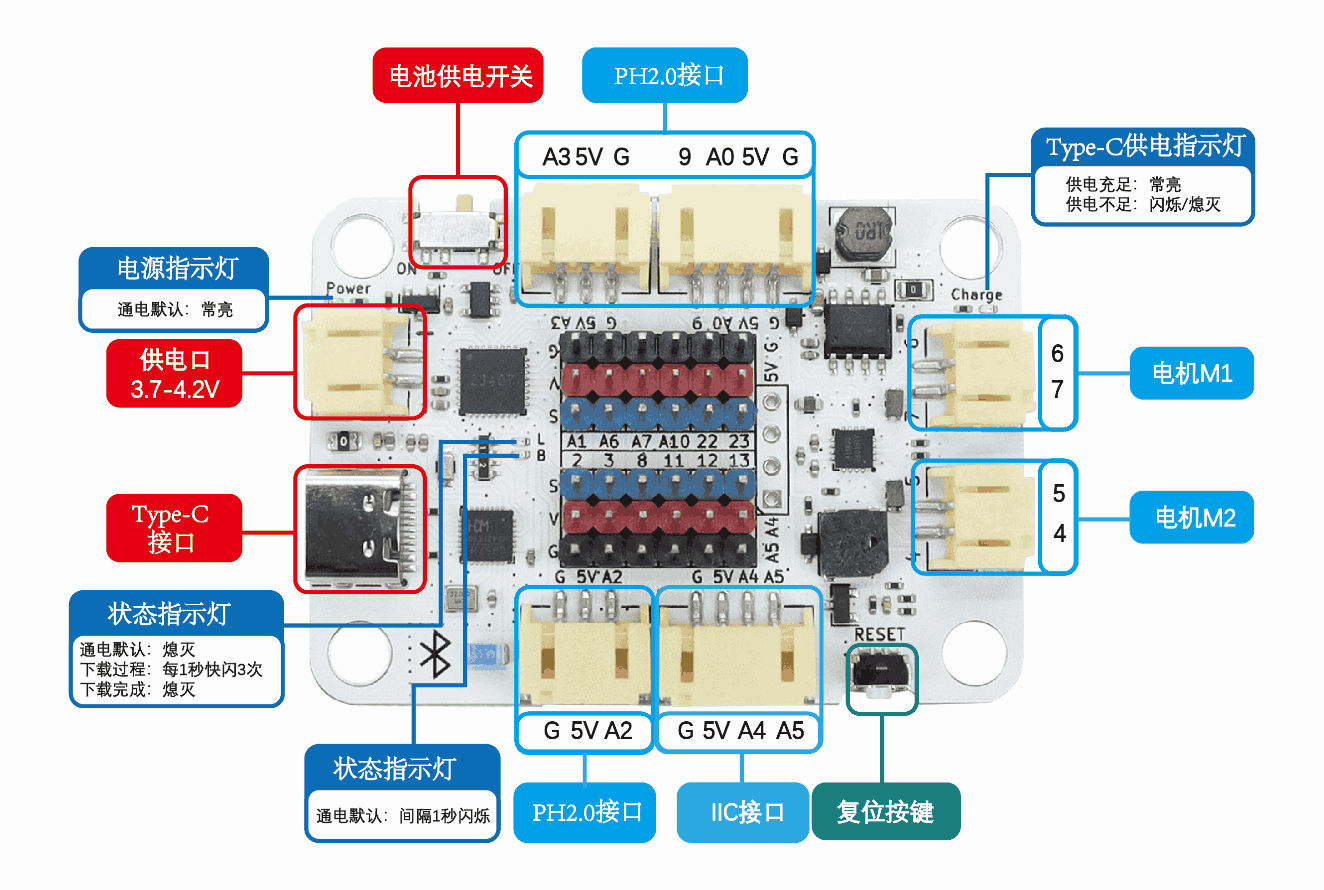 电池供电开关
PH2.0接口
A3 5V G
9 A0 5V G
Type-C供电指示灯
供电充足：常亮
供电不足：闪烁/熄灭
电源指示灯
通电默认：常亮
ON
OFF
Power
Charge
供电口
3.7-4.2V
A3 5V G
9 A0 5V G
G
V
S
5V G
A1 A6 A7 A10 22 23
2 3 8 11 12 13
S
V
G
A5 A4
L
B
6
7
6
7
电机M1
5
4
5
4
电机M2
Type-C
接口
G 5V A2
G 5V A4 A5
状态指示灯
通电默认：熄灭
下载过程：每1秒快闪3次
下载完成：熄灭
RESET
G 5V A2
G 5V A4 A5
状态指示灯
通电默认：间隔1秒闪烁
PH2.0接口
IIC接口
复位按键